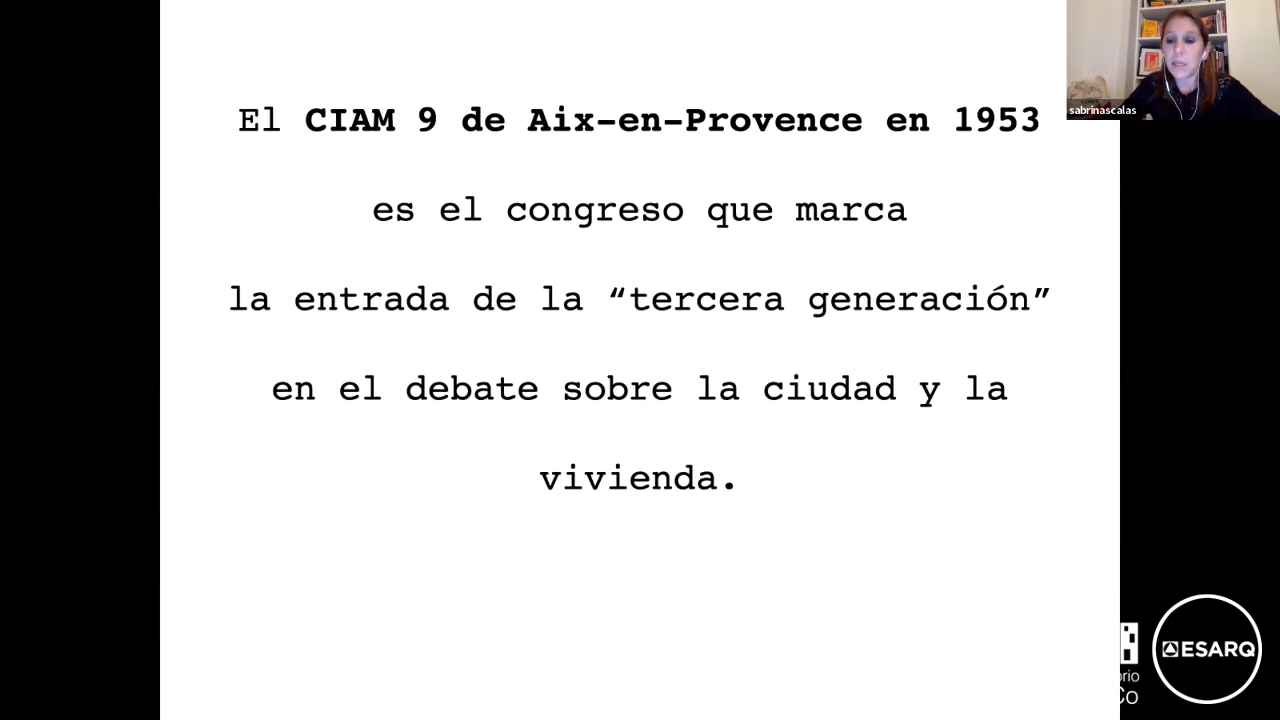 El CIAM 9 de Aix-en-Provence en 1953
es el congreso que marca
la entrada de la “tercera generación”
en el debate sobre la ciudad y la
vivienda.
sabrinascalas
ESARQ